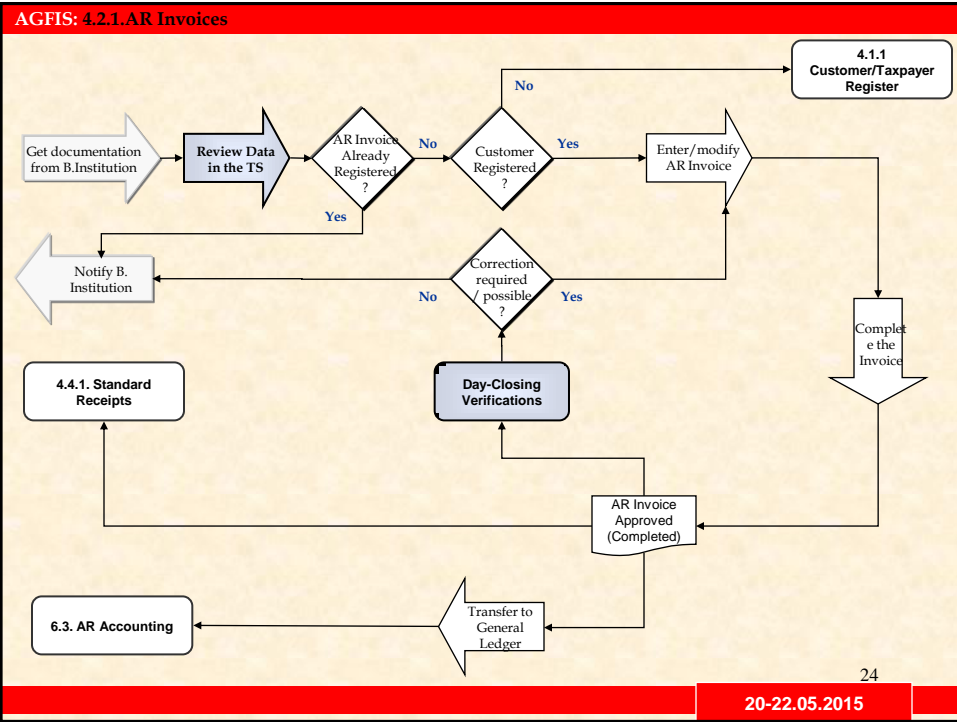 AGFIS: 4.2.1.AR Invoices
4.1.1
Customer/Taxpayer
Register
No
Get documentation
from B.Institution
Review Data
in the TS
AR Invoice
Already
Registered
?
No
Customer
Registered
?
Yes
Enter/modify
AR Invoice
Yes
Notify B.
Institution
No
Correction
required
/ possible
?
Yes
Complet
e the
Invoice
4.4.1. Standard
Receipts
Day-Closing
Verifications
AR Invoice
Approved
(Completed)
6.3. AR Accounting
Transfer to
General
Ledger
24
20-22.05.2015